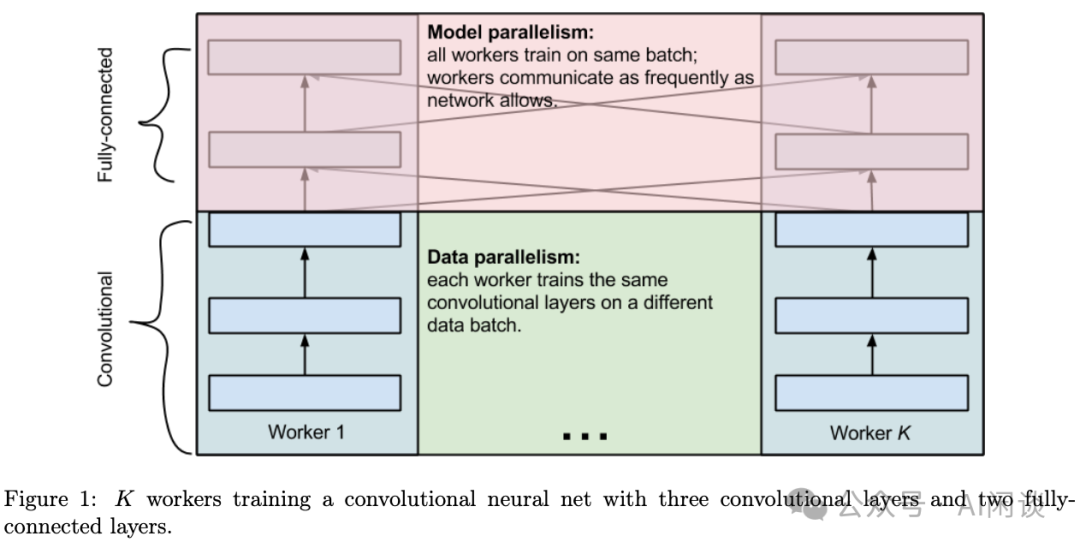 Fully-connected
Model parallelism:
all workers train on same batch;
workers communicate as frequently as
network allows.
Convolutional
Data parallelism:
each worker trains the same
convolutional layers on a different
data batch.
Worker 1
...
Worker K
Figure 1: K workers training a convolutional neural net with three convolutional layers and two fully-
connected layers.
公众号 · AI闲谈